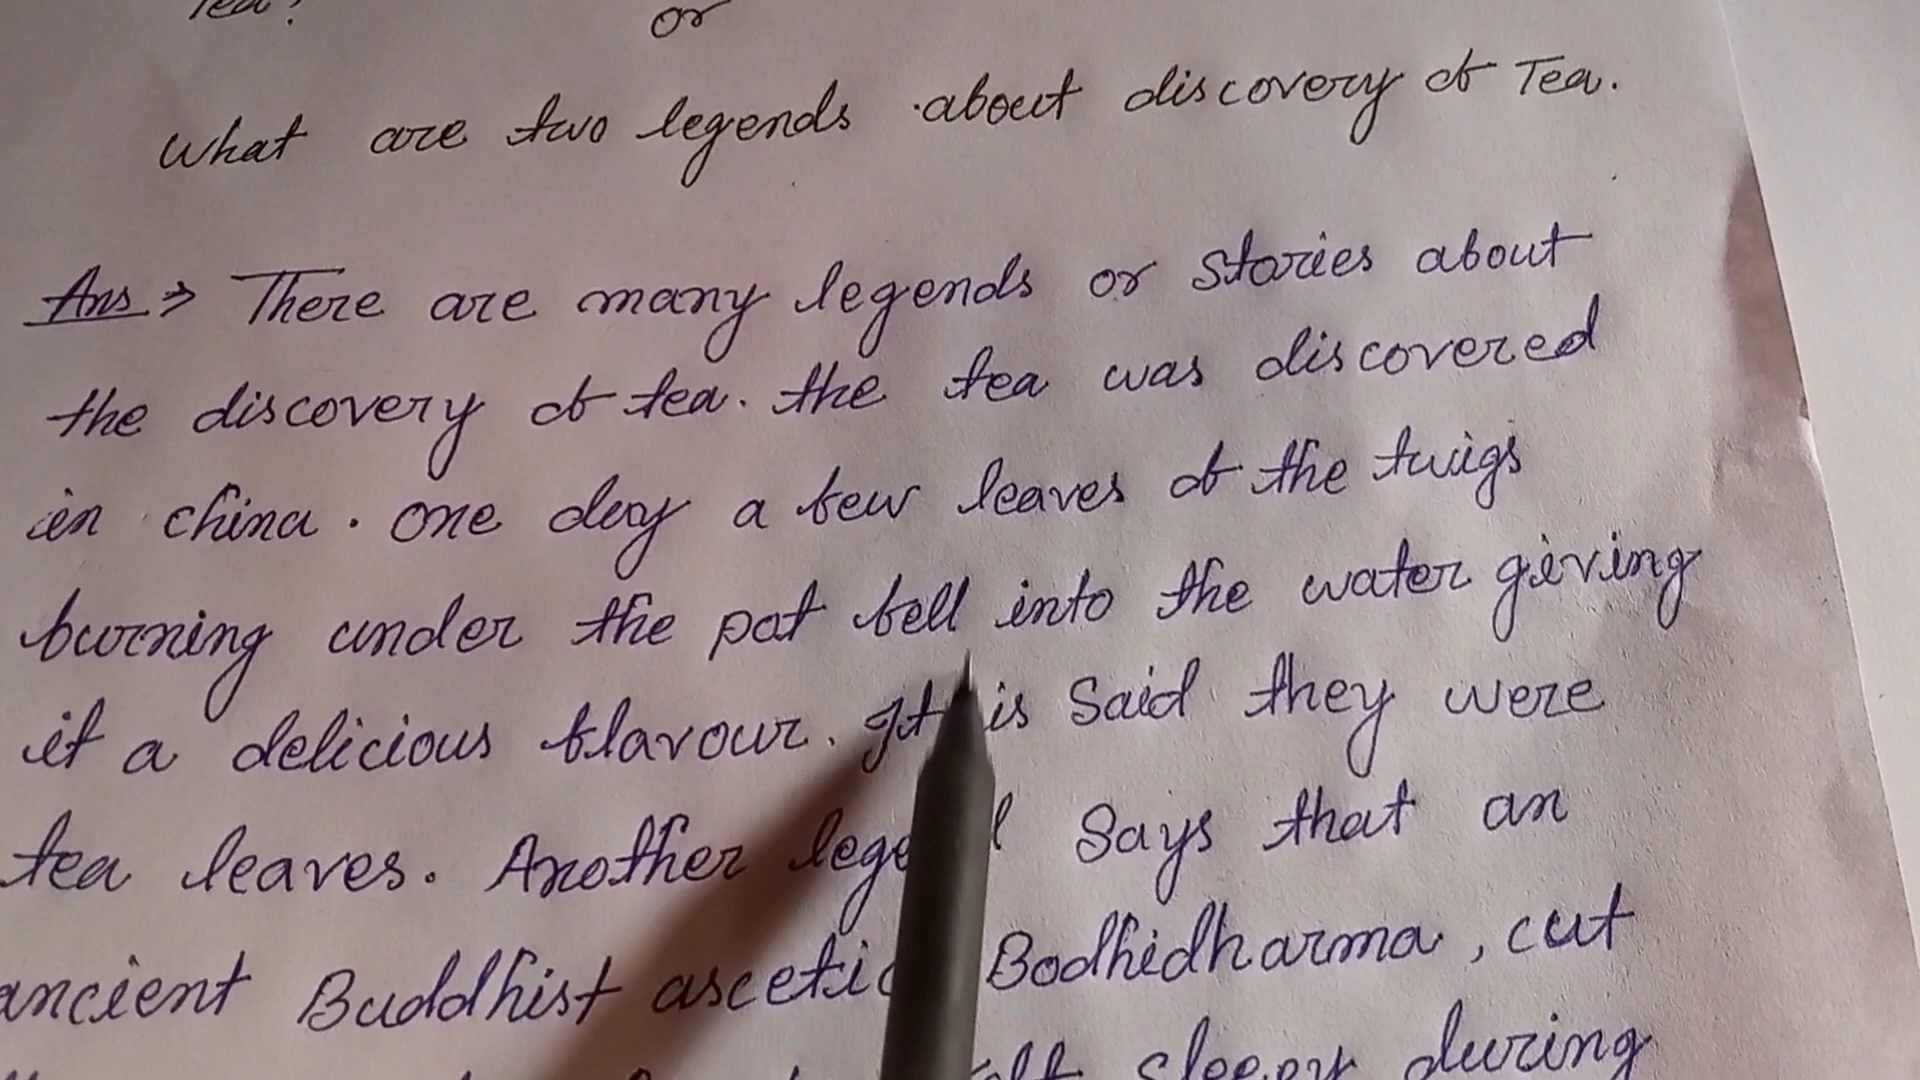 Tea?
or
What are two legends about discovery of Tea.
Ans ⇒ There are many legends or stories about
the discovery of tea. the tea was discovered
in china. one day a few leaves of the twigs
burning under the pot fell into the water giving
it a delicious flavour. It is said they were
tea leaves. Another says that an
ancient Buddhist ascetic Bodhidharma, cut
sleepy during